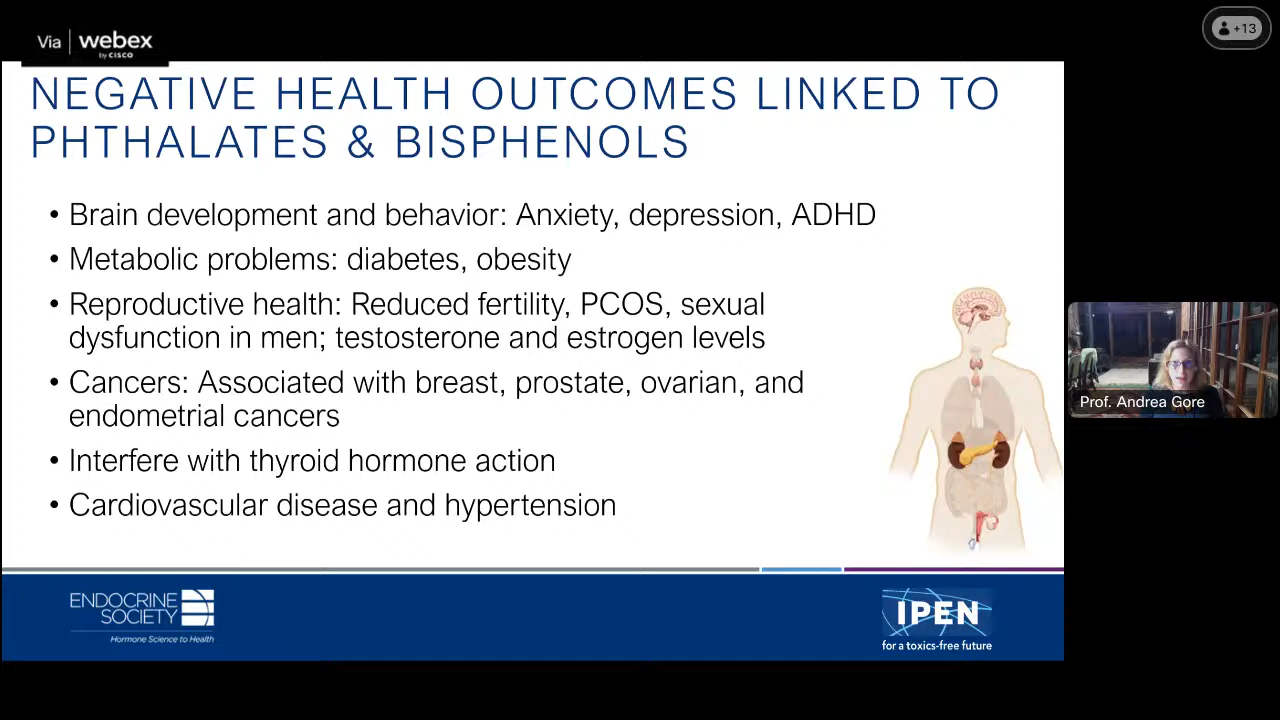 Via webex
by CISCO
+13
NEGATIVE HEALTH OUTCOMES LINKED TO
PHTHALATES & BISPHENOLS
• Brain development and behavior: Anxiety, depression, ADHD
• Metabolic problems: diabetes, obesity
• Reproductive health: Reduced fertility, PCOS, sexual
dysfunction in men; testosterone and estrogen levels
• Cancers: Associated with breast, prostate, ovarian, and
endometrial cancers
• Interfere with thyroid hormone action
• Cardiovascular disease and hypertension
Prof. Andrea Gore
ENDOCRINE
SOCIETY
Hormone Science to Health
IPEN
for a toxics-free future